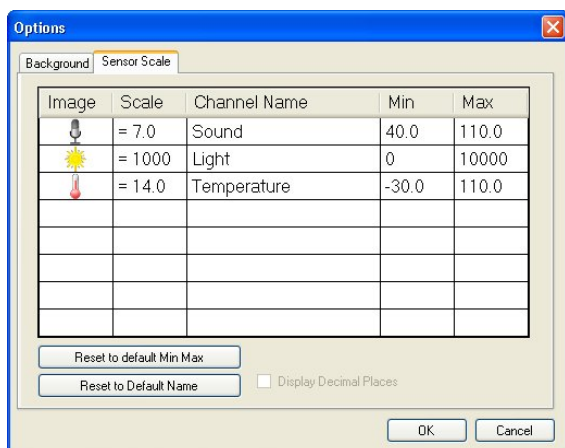 Options
Background Sensor Scale
Image Scale Channel Name Min Max
= 7.0 Sound 40.0 110.0
= 1000 Light 0 10000
= 14.0 Temperature -30.0 110.0
Reset to default Min Max
Reset to Default Name Display Decimal Places
OK Cancel